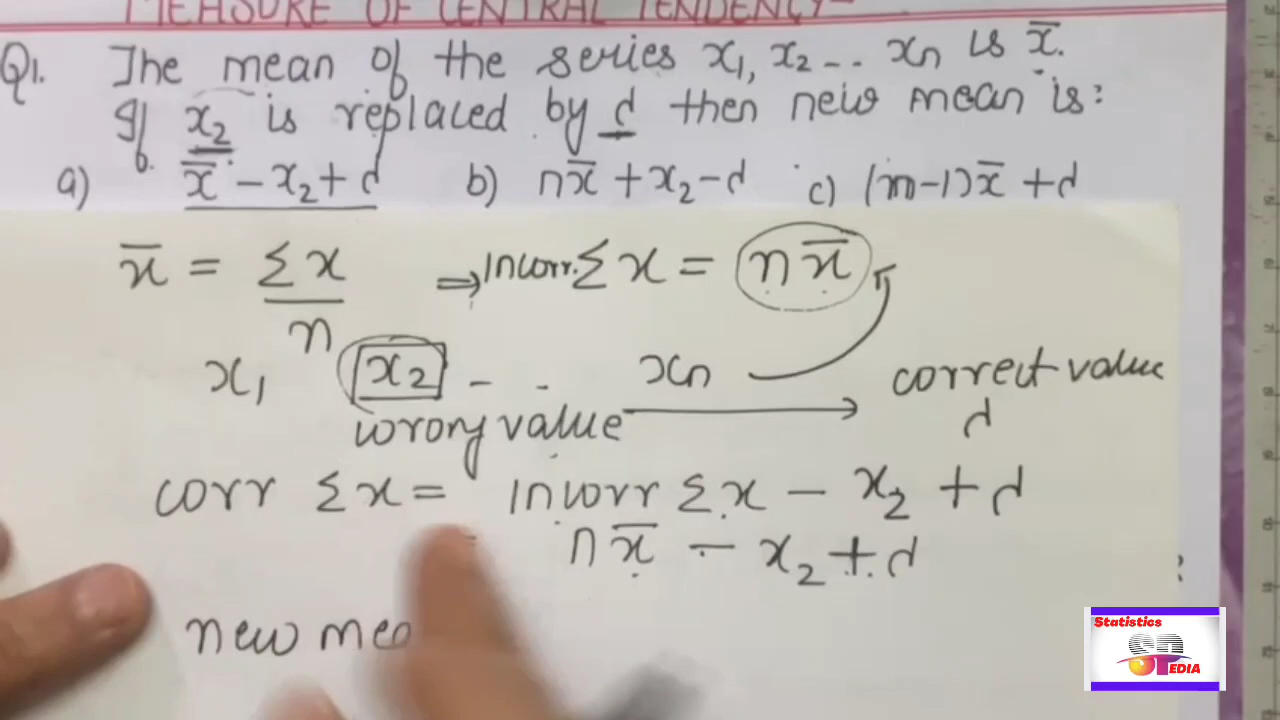 MEASURE OF CENTRAL TENDENCY
Q1. The mean of the series x₁, x₂ -.. xn is x̅.
If x₂ is replaced by d then new mean is:
a) x̅ - x₂ + d b) nx̅ + x₂ - d c) (n-1)x̅ + d
x̅ = Σx / n ⇒ incorr. Σx = nx̅
x₁ x₂ - - xn correct value
wrong value → d
corr Σx = incorr Σx - x₂ + d
= nx̅ - x₂ + d
new mea
Statistics
PEDIA